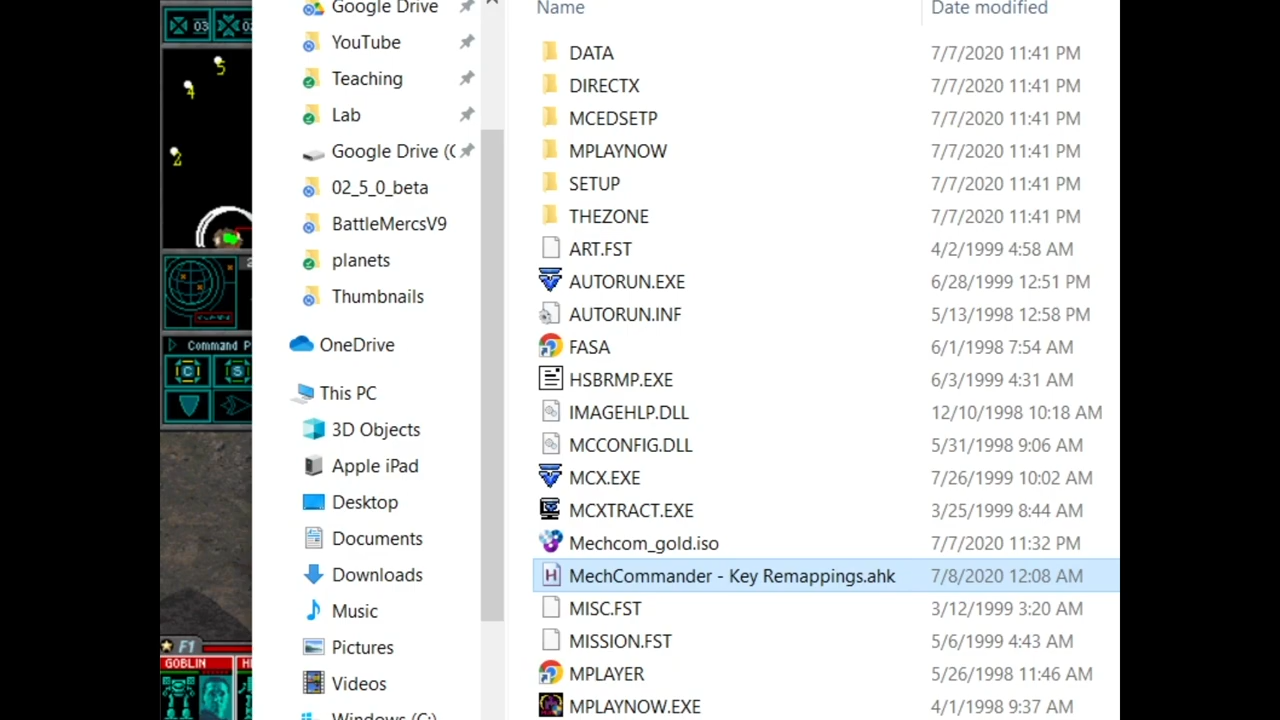 Name
Date modified
Google Drive
YouTube
Teaching
Lab
Google Drive (
02_5_0_beta
BattleMercsV9
planets
Thumbnails
OneDrive
This PC
3D Objects
Apple iPad
Desktop
Documents
Downloads
Music
Pictures
Videos
Windows (C:)
DATA 7/7/2020 11:41 PM
DIRECTX 7/7/2020 11:41 PM
MCEDSETP 7/7/2020 11:41 PM
MPLAYNOW 7/7/2020 11:41 PM
SETUP 7/7/2020 11:41 PM
THEZONE 7/7/2020 11:41 PM
ART.FST 4/2/1999 4:58 AM
AUTORUN.EXE 6/28/1999 12:51 PM
AUTORUN.INF 5/13/1998 12:58 PM
FASA 6/1/1998 7:54 AM
HSBRMP.EXE 6/3/1999 4:31 AM
IMAGEHLP.DLL 12/10/1998 10:18 AM
MCCONFIG.DLL 5/31/1998 9:06 AM
MCX.EXE 7/26/1999 10:02 AM
MCXTRACT.EXE 3/25/1999 8:44 AM
Mechcom_gold.iso 7/7/2020 11:32 PM
MechCommander - Key Remappings.ahk 7/8/2020 12:08 AM
MISC.FST 3/12/1999 3:20 AM
MISSION.FST 5/6/1999 4:43 AM
MPLAYER 5/26/1998 11:46 AM
MPLAYNOW.EXE 4/1/1998 9:37 AM
03
5
4
2
Command P
C S
F1
GOBLIN